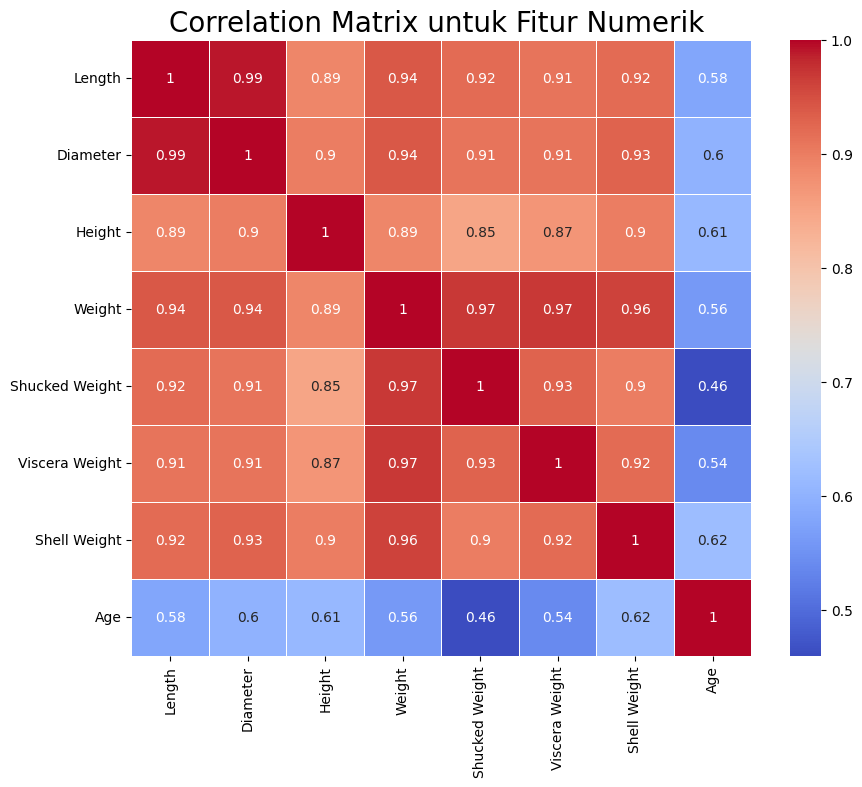 Correlation Matrix untuk Fitur Numerik
Length 1 0.99 0.89 0.94 0.92 0.91 0.92 0.58
Diameter 0.99 1 0.9 0.94 0.91 0.91 0.93 0.6
Height 0.89 0.9 1 0.89 0.85 0.87 0.9 0.61
Weight 0.94 0.94 0.89 1 0.97 0.97 0.96 0.56
Shucked Weight 0.92 0.91 0.85 0.97 1 0.93 0.9 0.46
Viscera Weight 0.91 0.91 0.87 0.97 0.93 1 0.92 0.54
Shell Weight 0.92 0.93 0.9 0.96 0.9 0.92 1 0.62
Age 0.58 0.6 0.61 0.56 0.46 0.54 0.62 1
Length
Diameter
Height
Weight
Shucked Weight
Viscera Weight
Shell Weight
Age
1.0
0.9
0.8
0.7
0.6
0.5